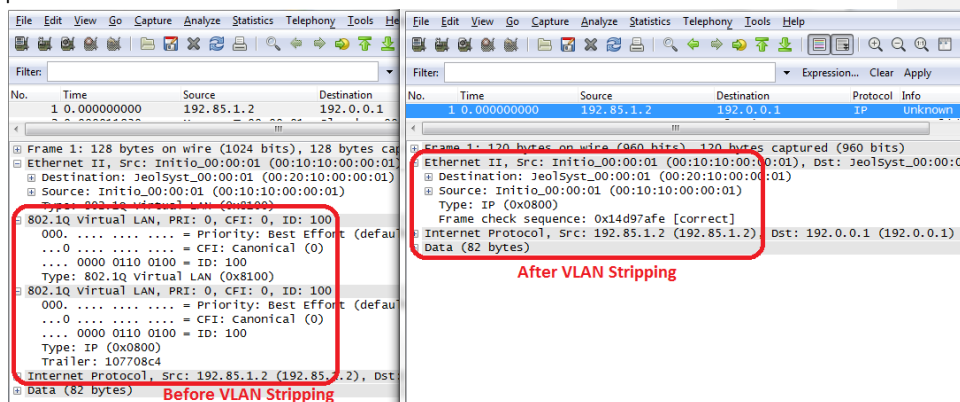 File Edit View Go Capture Analyze Statistics Telephony Tools He
Filter:
No. Time Source Destination
1 0.000000000 192.85.1.2 192.0.0.1
Frame 1: 128 bytes on wire (1024 bits), 128 bytes cap
Ethernet II, Src: Initio_00:00:01 (00:10:10:00:00:01)
Destination: JeolSyst_00:00:01 (00:20:10:00:00:01)
Source: Initio_00:00:01 (00:10:10:00:00:01)
Type: 802.1Q Virtual LAN (0x8100)
802.1Q Virtual LAN, PRI: 0, CFI: 0, ID: 100
000. .... .... .... = Priority: Best Effort (defau
...0 .... .... .... = CFI: Canonical (0)
.... 0000 0110 0100 = ID: 100
Type: 802.1Q Virtual LAN (0x8100)
802.1Q Virtual LAN, PRI: 0, CFI: 0, ID: 100
000. .... .... .... = Priority: Best Effort (defau
...0 .... .... .... = CFI: Canonical (0)
.... 0000 0110 0100 = ID: 100
Type: IP (0x0800)
Trailer: 107708c4
Internet Protocol, Src: 192.85.1.2 (192.85.1.2), Dst:
Data (82 bytes)
Before VLAN Stripping
File Edit View Go Capture Analyze Statistics Telephony Tools Help
Filter: Expression... Clear Apply
No. Time Source Destination Protocol Info
1 0.000000000 192.85.1.2 192.0.0.1 IP Unknown
Frame 1: 120 bytes on wire (960 bits), 120 bytes captured (960 bits)
Ethernet II, Src: Initio_00:00:01 (00:10:10:00:00:01), Dst: JeolSyst_00:00:0
Destination: JeolSyst_00:00:01 (00:20:10:00:00:01)
Source: Initio_00:00:01 (00:10:10:00:00:01)
Type: IP (0x0800)
Frame check sequence: 0x14d97afe [correct]
Internet Protocol, Src: 192.85.1.2 (192.85.1.2), Dst: 192.0.0.1 (192.0.0.1)
Data (82 bytes)
After VLAN Stripping